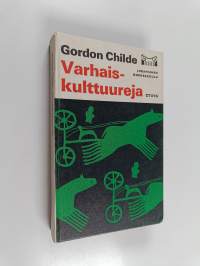 Gordon Childe
Varhais-
kulttuureja
OTAVA